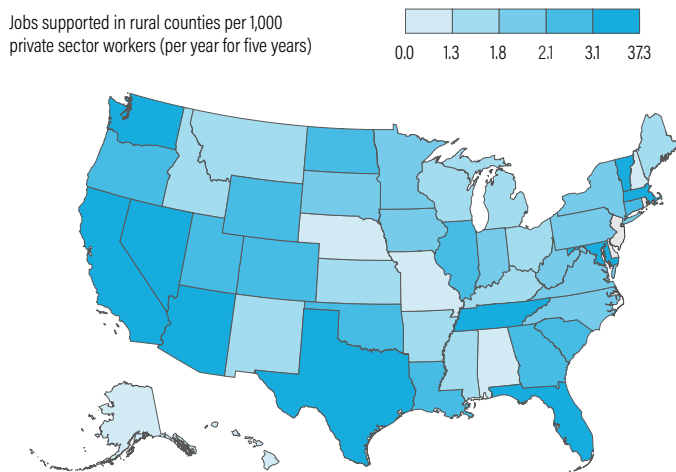 Jobs supported in rural counties per 1,000
private sector workers (per year for five years)
0.0 1.3 1.8 2.1 3.1 37.3